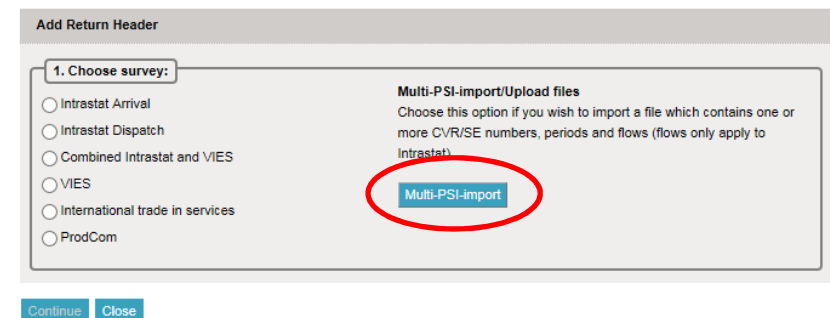 Add Return Header
1. Choose survey:
Intrastat Arrival
Intrastat Dispatch
Combined Intrastat and VIES
VIES
International trade in services
ProdCom
Multi-PSI-import/Upload files
Choose this option if you wish to import a file which contains one or
more CVR/SE numbers, periods and flows (flows only apply to
Intrastat)
Multi-PSI-import
Continue Close